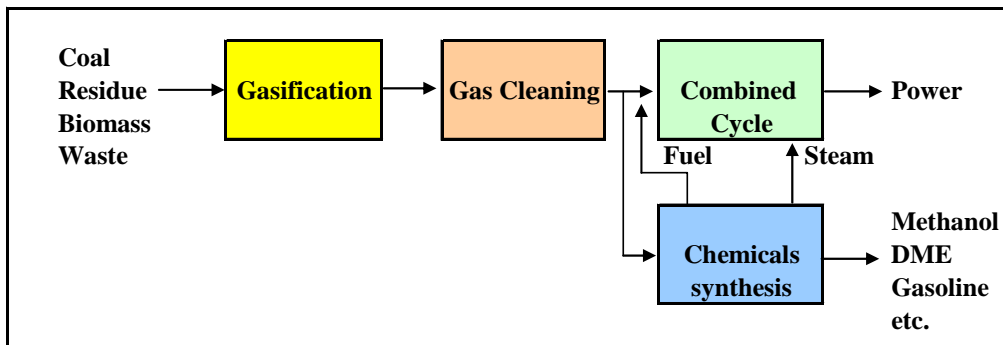 Coal
Residue
Biomass
Waste
Gasification
Gas Cleaning
Combined
Cycle
Power
Fuel
Steam
Chemicals
synthesis
Methanol
DME
Gasoline
etc.